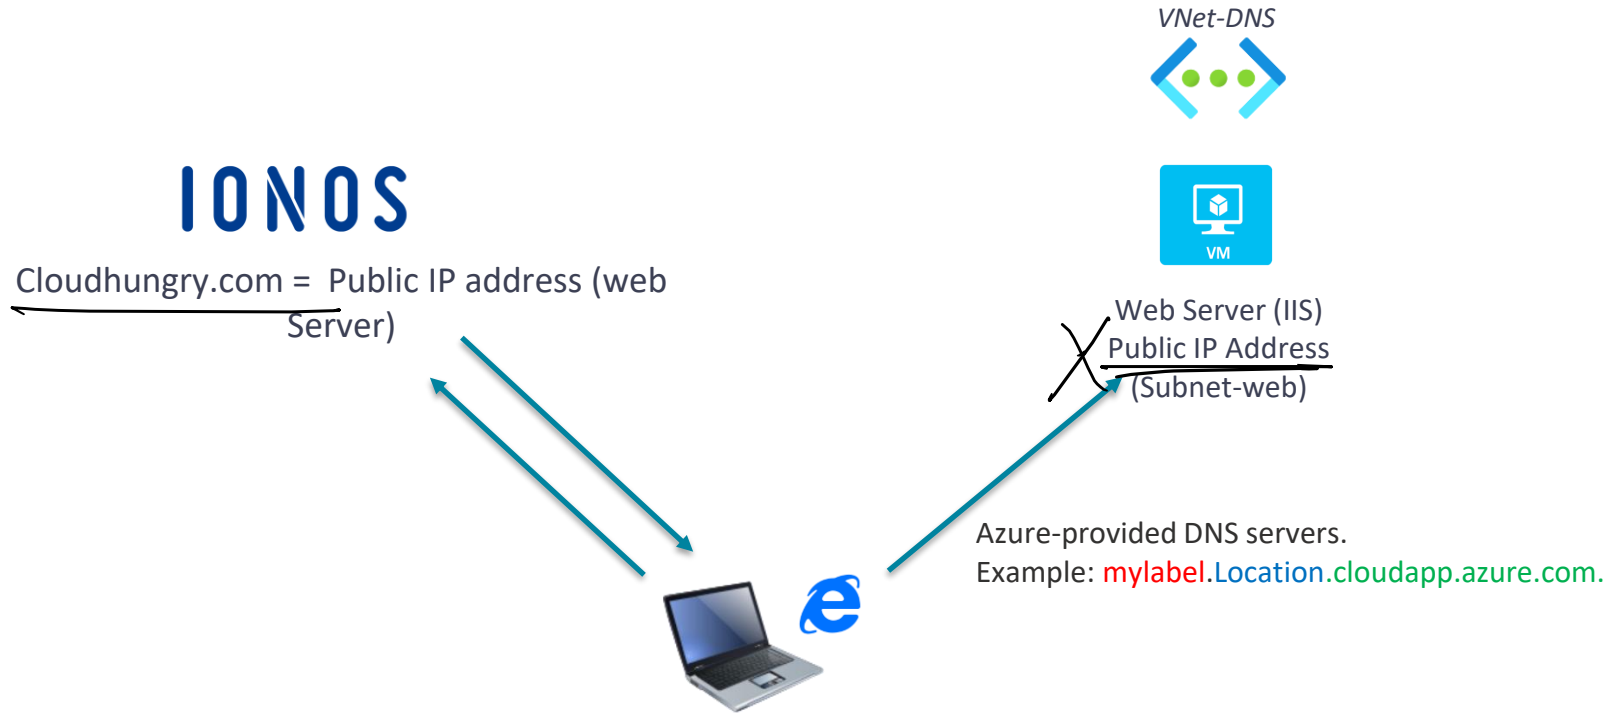 VNet-DNS
IONOS
VM
Cloudhungry.com = Public IP address (web
Server)
Web Server (IIS)
Public IP Address
(Subnet-web)
Azure-provided DNS servers.
Example: mylabel.Location.cloudapp.azure.com.